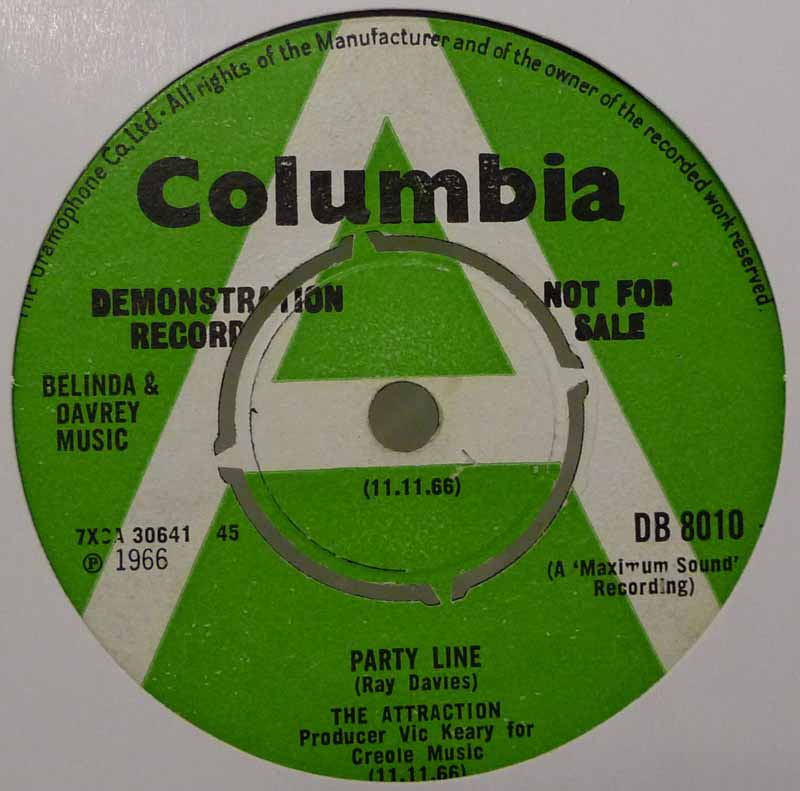 The Gramophone Co. Ltd. · All rights of the Manufacturer and of the owner of the recorded work reserved.
Columbia
DEMONSTRATION
RECORD
NOT FOR
SALE
BELINDA &
DAVREY
MUSIC
(11.11.66)
7XCA 30641 45
Ⓟ 1966
DB 8010
(A 'Maximum Sound'
Recording)
PARTY LINE
(Ray Davies)
THE ATTRACTION
Producer Vic Keary for
Creole Music
(11.11.66)